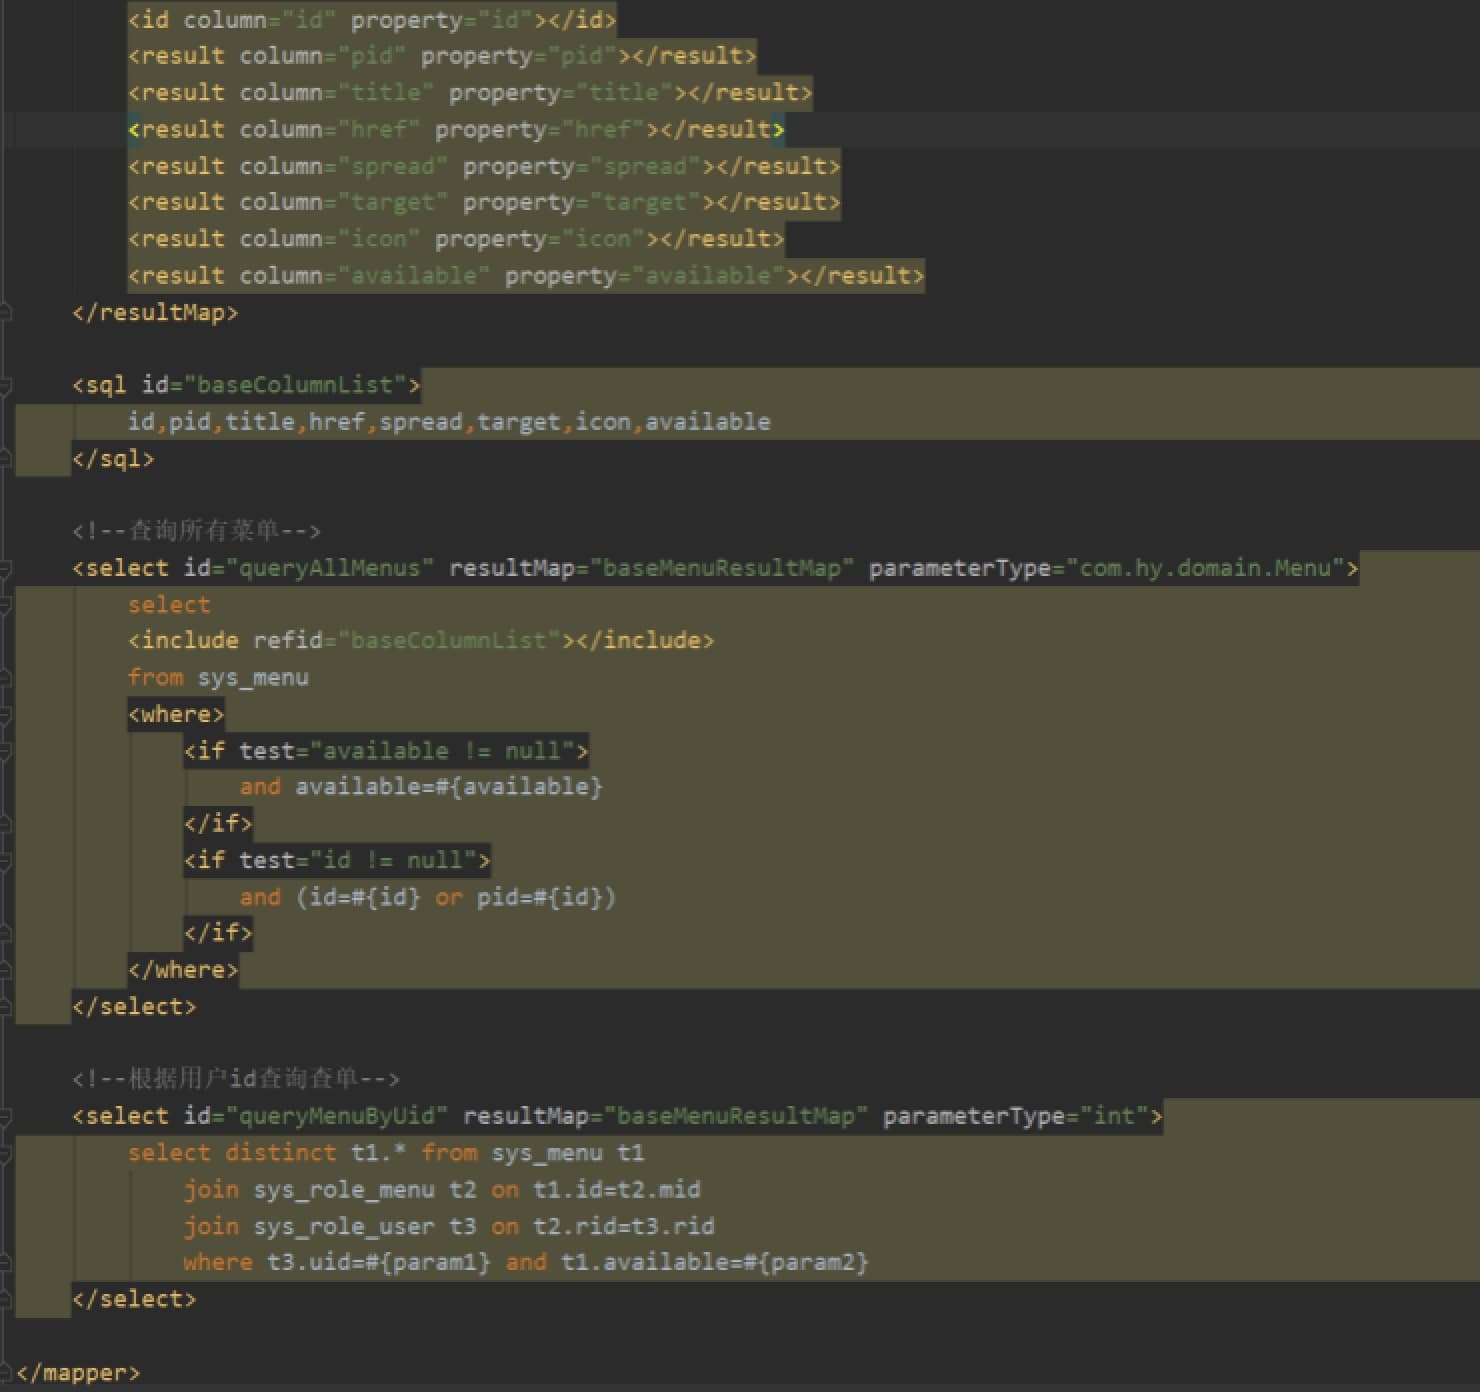 <id column="id" property="id"></id>
<result column="pid" property="pid"></result>
<result column="title" property="title"></result>
<result column="href" property="href"></result>
<result column="spread" property="spread"></result>
<result column="target" property="target"></result>
<result column="icon" property="icon"></result>
<result column="available" property="available"></result>
</resultMap>
<sql id="baseColumnList">
id,pid,title,href,spread,target,icon,available
</sql>
<!--查询所有菜单-->
<select id="queryAllMenus" resultMap="baseMenuResultMap" parameterType="com.hy.domain.Menu">
select
<include refid="baseColumnList"></include>
from sys_menu
<where>
<if test="available != null">
and available=#{available}
</if>
<if test="id != null">
and (id=#{id} or pid=#{id})
</if>
</where>
</select>
<!--根据用户id查询查单-->
<select id="queryMenuByUid" resultMap="baseMenuResultMap" parameterType="int">
select distinct t1.* from sys_menu t1
join sys_role_menu t2 on t1.id=t2.mid
join sys_role_user t3 on t2.rid=t3.rid
where t3.uid=#{param1} and t1.available=#{param2}
</select>
</mapper>